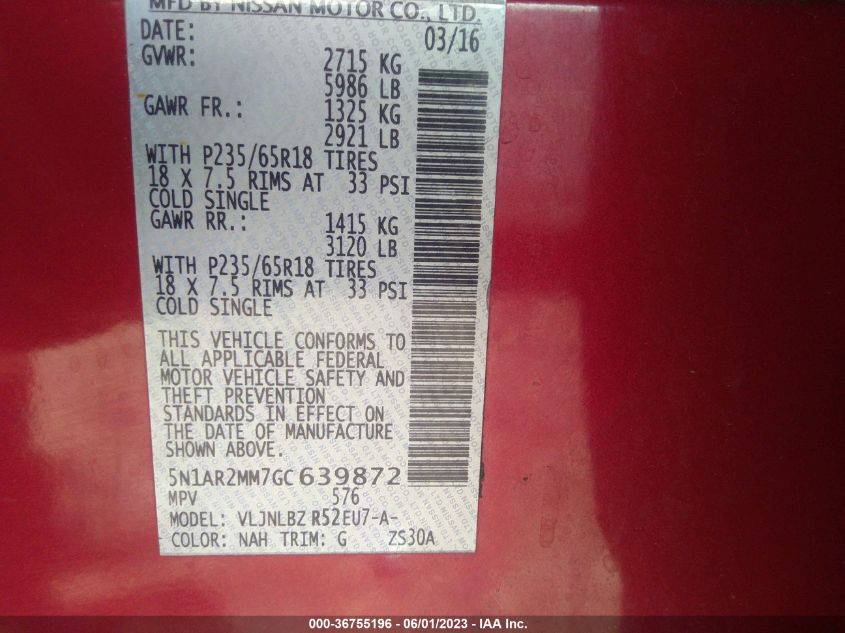 MFD BY NISSAN MOTOR CO., LTD.
DATE: 03/16
GVWR: 2715 KG
5986 LB
GAWR FR.: 1325 KG
2921 LB
WITH P235/65R18 TIRES
18 X 7.5 RIMS AT 33 PSI
COLD SINGLE
GAWR RR.: 1415 KG
3120 LB
WITH P235/65R18 TIRES
18 X 7.5 RIMS AT 33 PSI
COLD SINGLE
THIS VEHICLE CONFORMS TO
ALL APPLICABLE FEDERAL
MOTOR VEHICLE SAFETY AND
THEFT PREVENTION
STANDARDS IN EFFECT ON
THE DATE OF MANUFACTURE
SHOWN ABOVE.
5N1AR2MM7GC639872
MPV 576
MODEL: VLJNLBZ R52EU7-A-
COLOR: NAH TRIM: G ZS30A
000-36755196 - 06/01/2023 - IAA Inc.